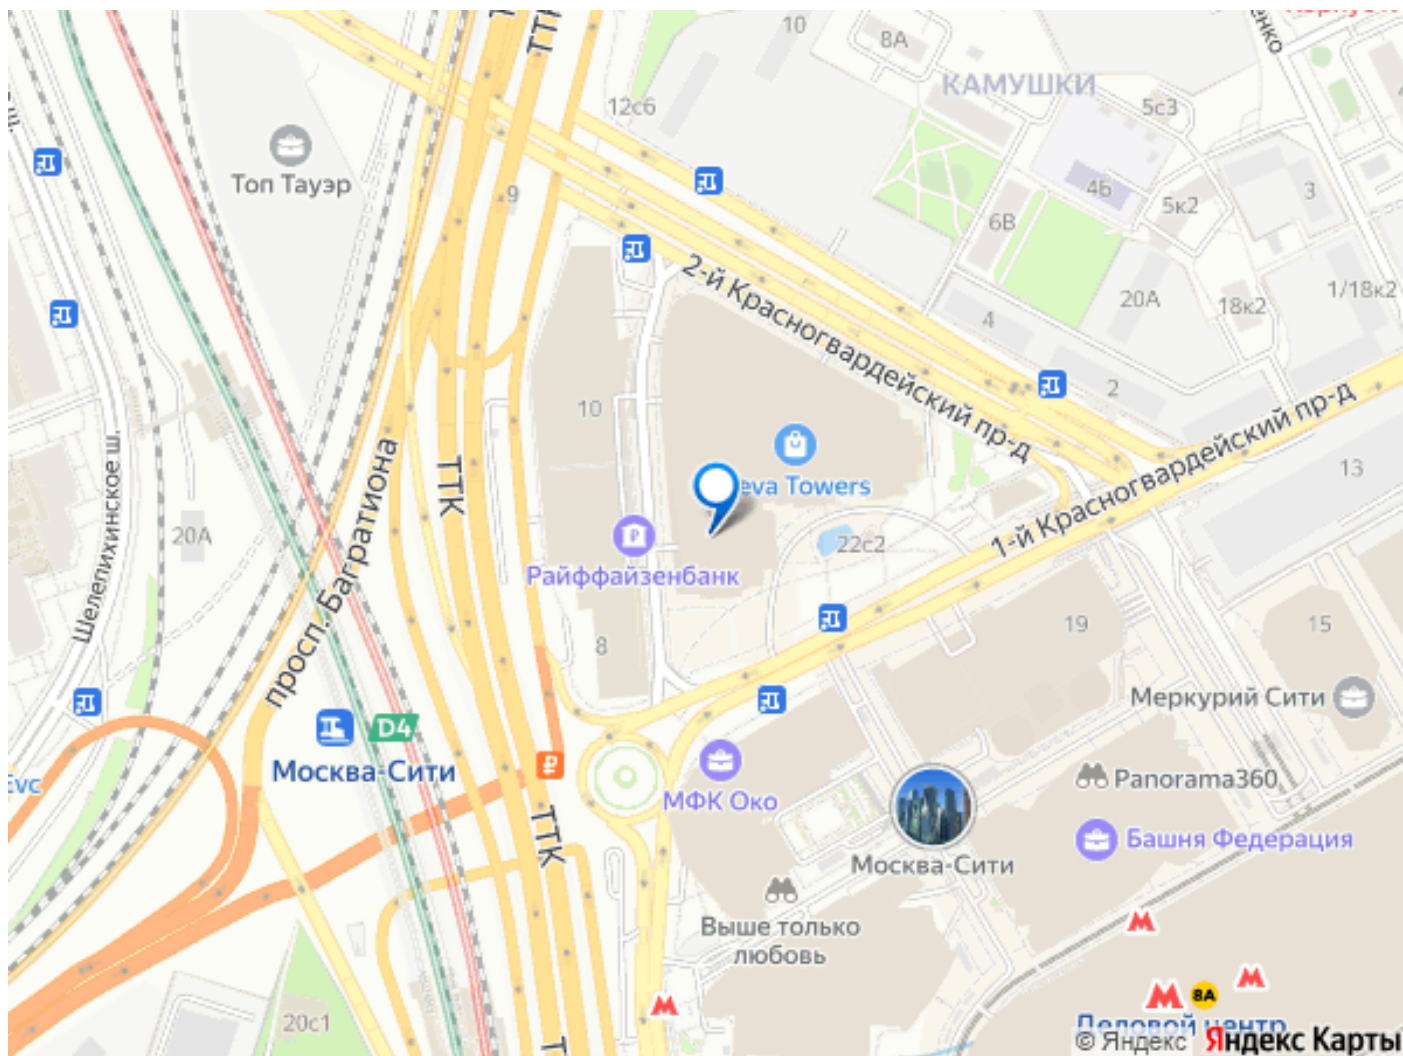 ТТК
10
8А
КАМУШКИ
12с6
5с3
Топ Тауэр
9
4Б
5к2
3
6В
2-й Красногвардейский пр-д
20А
18к2
1/18к2
4
2
10
1-й Красногвардейский пр-д
ТТК
просп. Багратиона
Шелепихинское ш.
eva Towers
13
20А
22с2
Райффайзенбанк
8
19
15
Меркурий Сити
D4
Москва-Сити
₽
МФК Око
Panorama360
Башня Федерация
Москва-Сити
ТТК
Выше только
любовь
8А
20с1
Деловой центр
© Яндекс Яндекс Карты